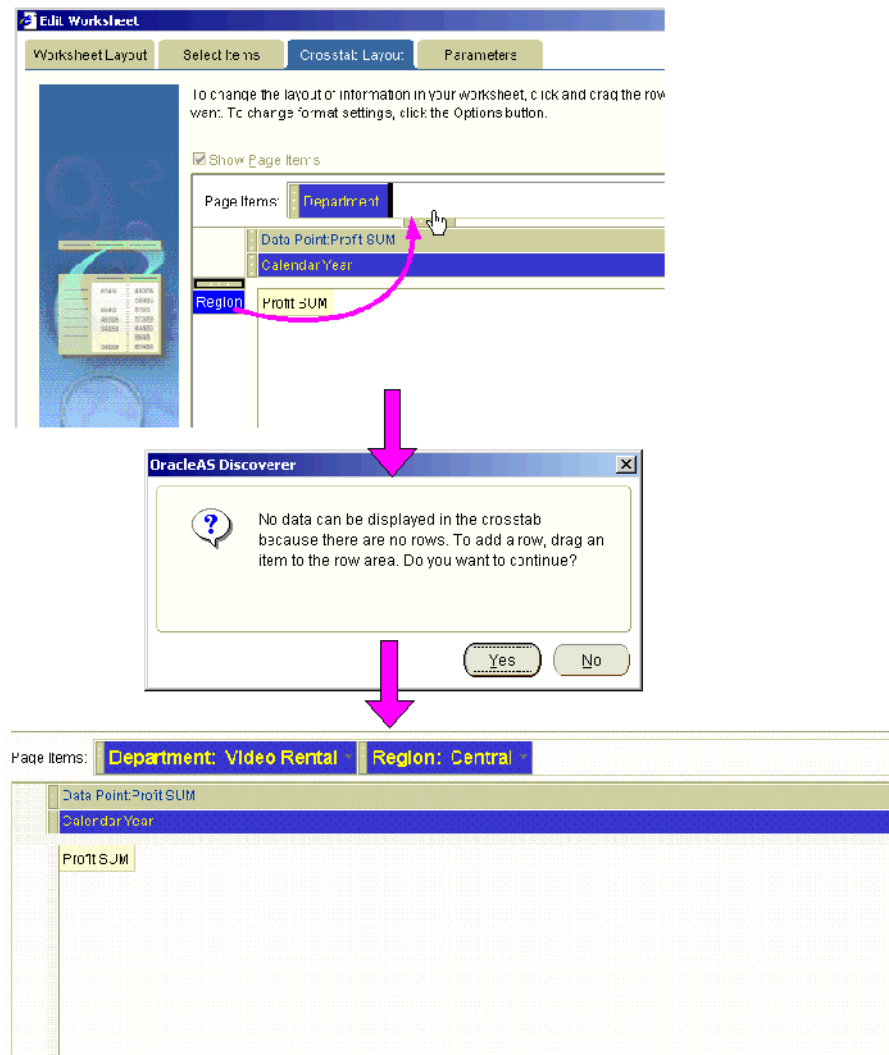 Edit Worksheet
Worksheet Layout Select Items Crosstab Layout Parameters
To change the layout of information in your worksheet, click and drag the row
want. To change format settings, click the Options button.
Show Page Items
Page Items: Department
Data Point:Profit SUM
Calendar Year
Region Profit SUM
OracleAS Discoverer
No data can be displayed in the crosstab
because there are no rows. To add a row, drag an
item to the row area. Do you want to continue?
Yes No
Page Items: Department: Video Rental Region: Central
Data Point:Profit SUM
Calendar Year
Profit SUM